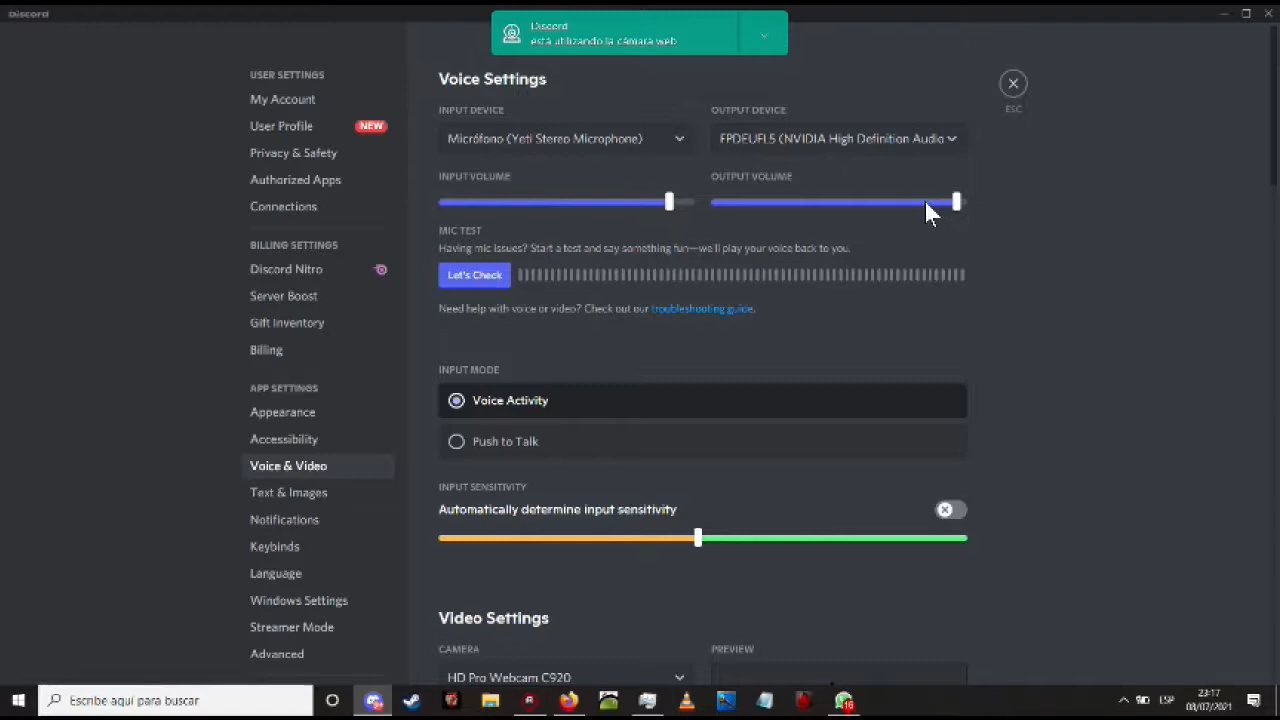 Discord
Discord
está utilizando la cámara web
USER SETTINGS
My Account
User Profile
NEW
Privacy & Safety
Authorized Apps
Connections
BILLING SETTINGS
Discord Nitro
Server Boost
Gift Inventory
Billing
APP SETTINGS
Appearance
Accessibility
Voice & Video
Text & Images
Notifications
Keybinds
Language
Windows Settings
Streamer Mode
Advanced
Voice Settings
INPUT DEVICE
Micrófono (Yeti Stereo Microphone)
OUTPUT DEVICE
FPDEUFL5 (NVIDIA High Definition Audio
INPUT VOLUME
OUTPUT VOLUME
MIC TEST
Having mic issues? Start a test and say something fun—we'll play your voice back to you.
Let's Check
Need help with voice or video? Check out our troubleshooting guide.
INPUT MODE
Voice Activity
Push to Talk
INPUT SENSITIVITY
Automatically determine input sensitivity
Video Settings
CAMERA
HD Pro Webcam C920
PREVIEW
ESC
Escribe aquí para buscar
16
ESP
23:17
08/07/2021